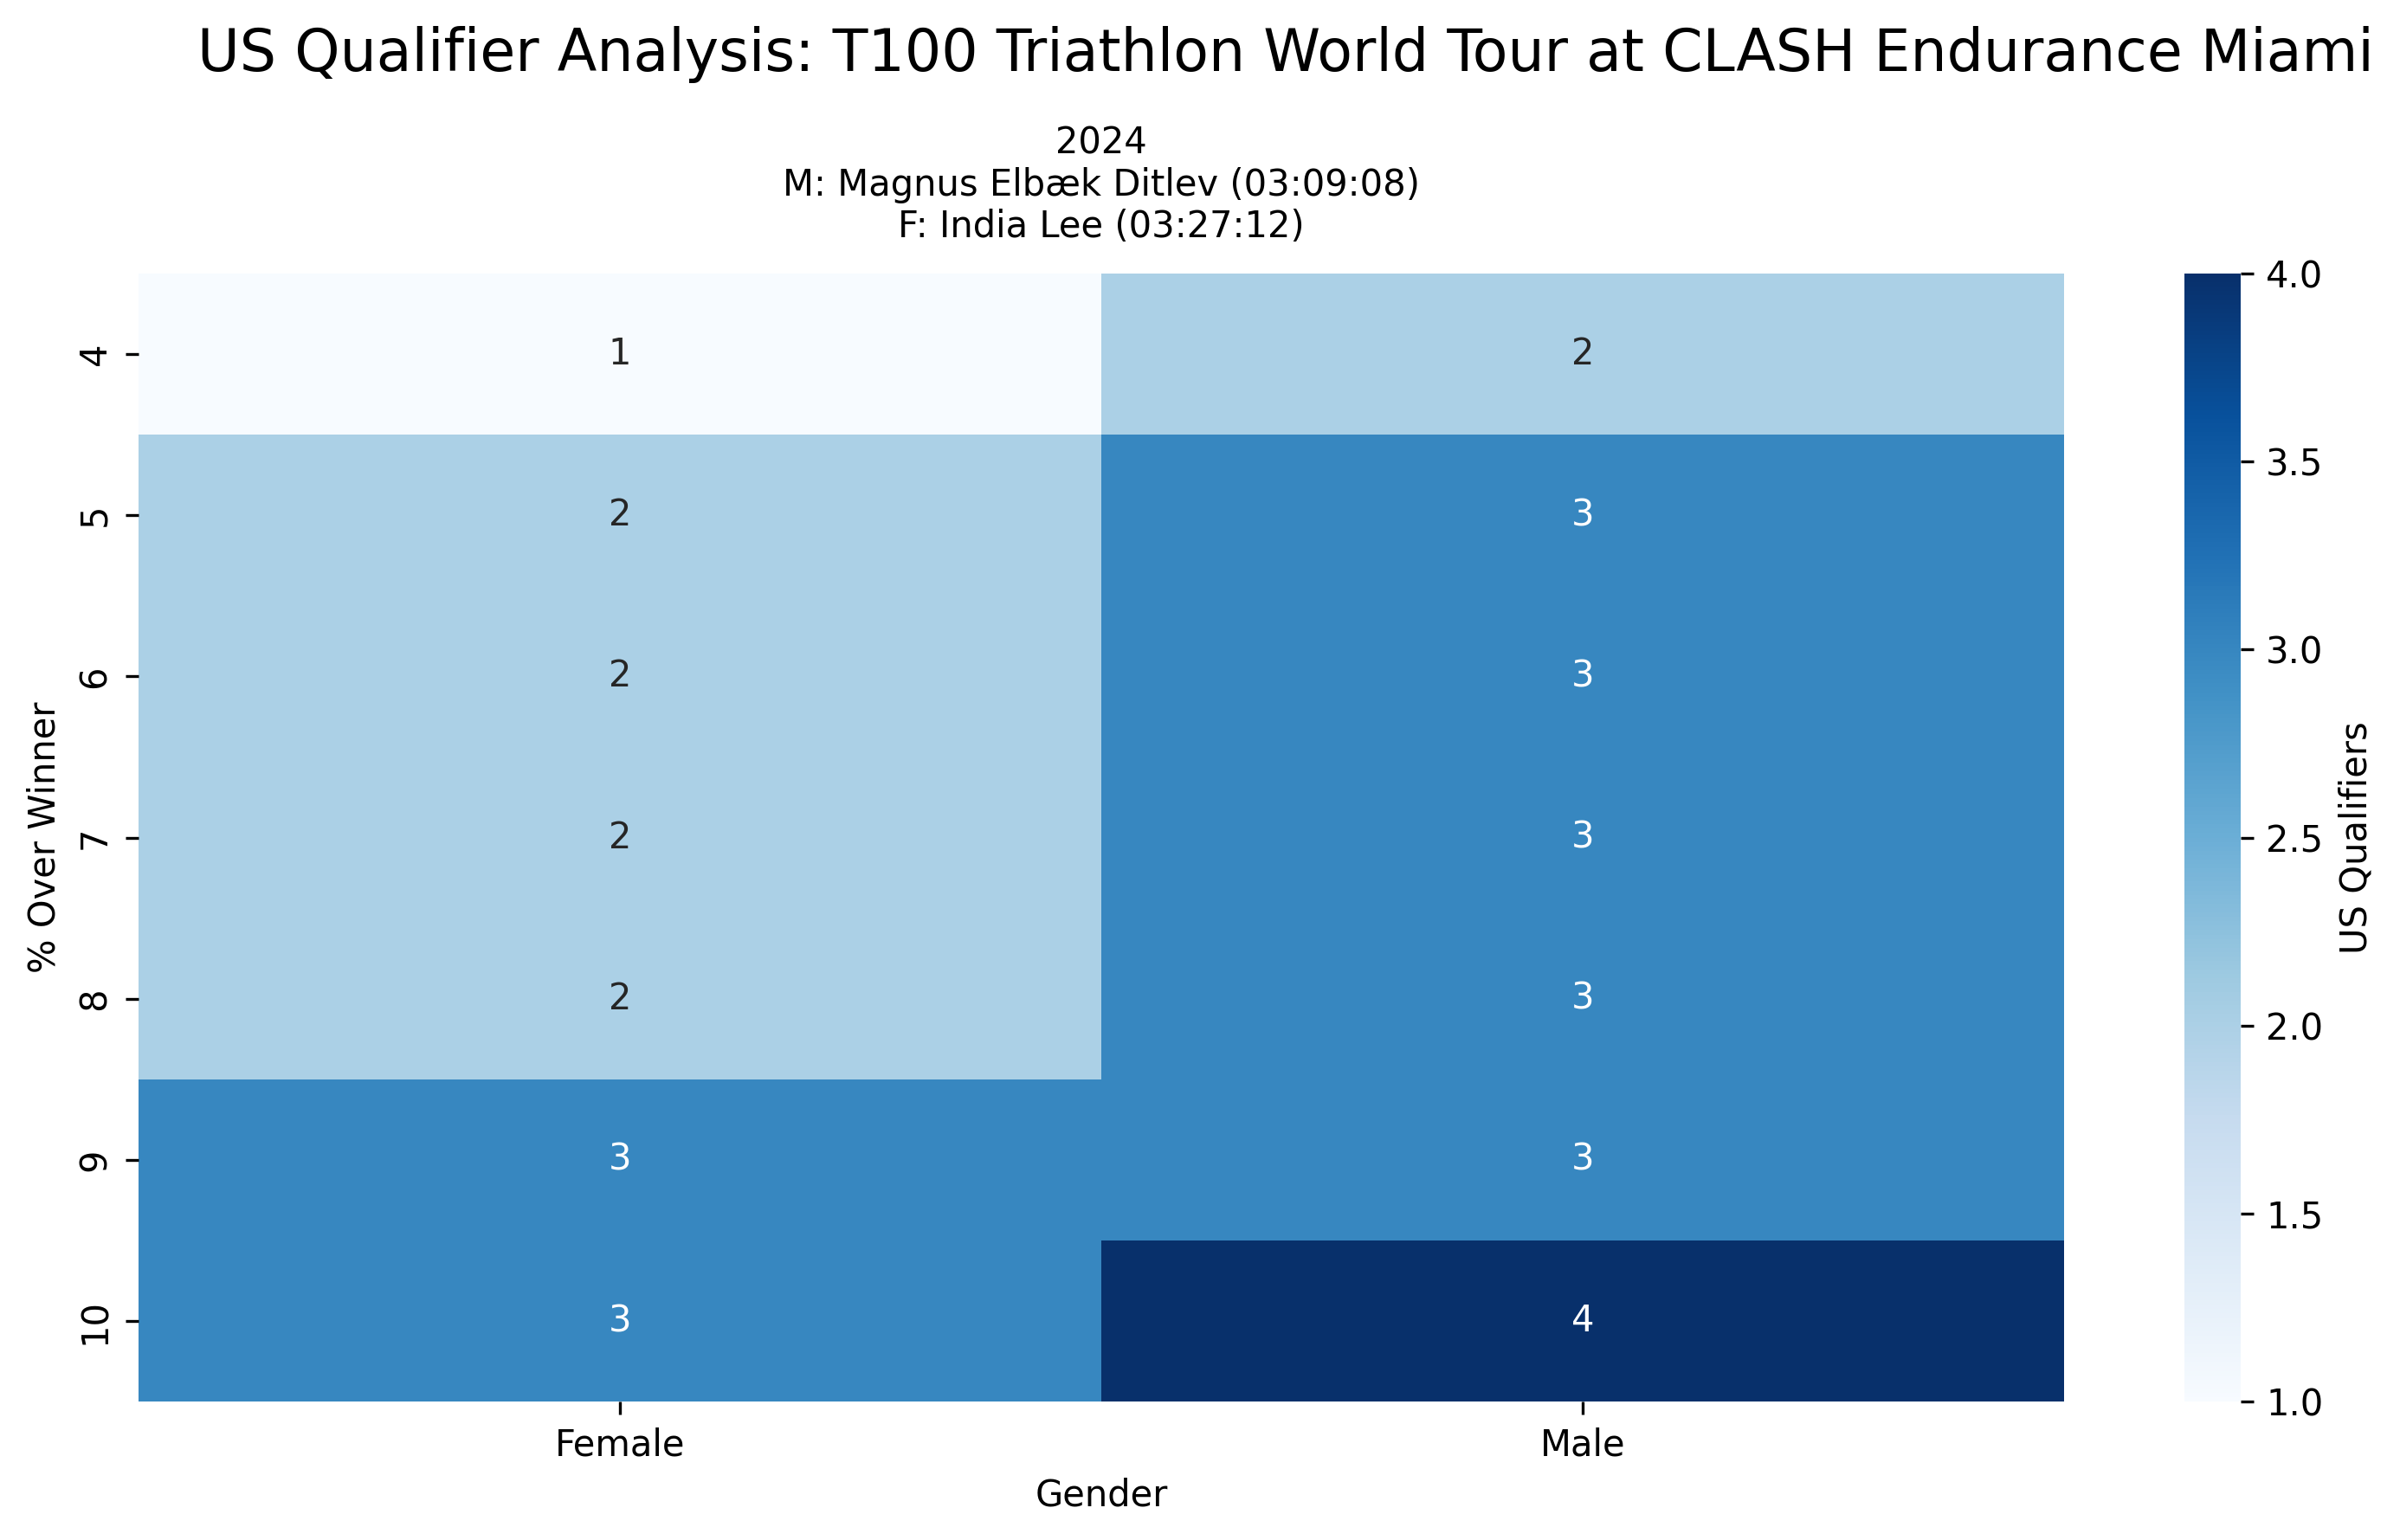 US Qualifier Analysis: T100 Triathlon World Tour at CLASH Endurance Miami
2024
M: Magnus Elbæk Ditlev (03:09:08)
F: India Lee (03:27:12)
% Over Winner
4 1 2
5 2 3
6 2 3
7 2 3
8 2 3
9 3 3
10 3 4
Female Male
Gender
4.0
3.5
3.0
2.5
2.0
1.5
1.0
US Qualifiers